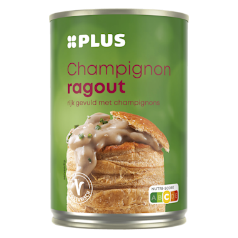 PLUS
Champignon
ragout
rijk gevuld met champignons
NUTRI-SCORE
A B C D E